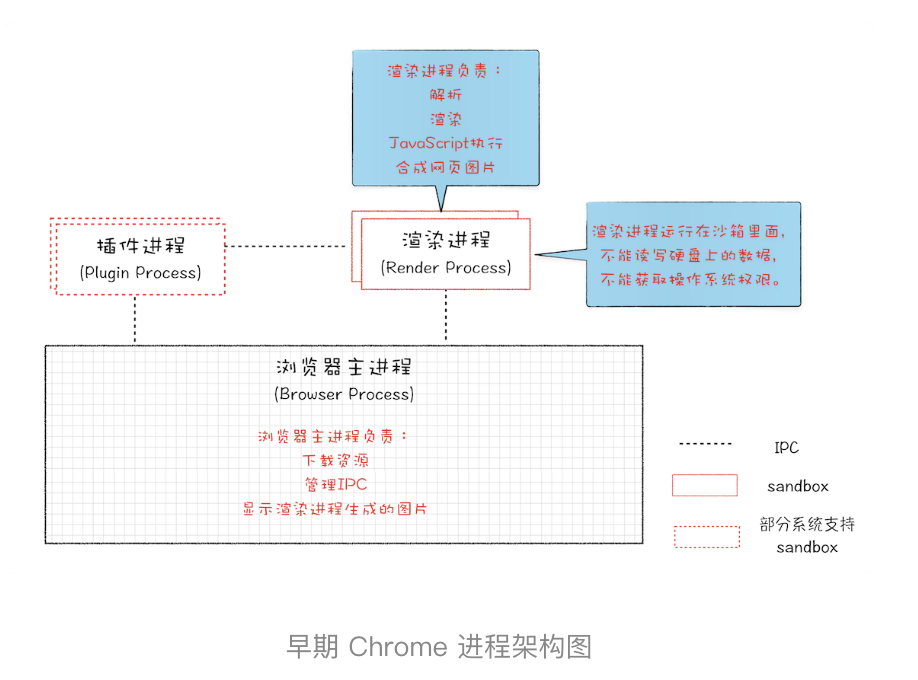 渲染进程负责：
解析
渲染
JavaScript执行
合成网页图片
插件进程
(Plugin Process)
渲染进程
(Render Process)
渲染进程运行在沙箱里面，
不能读写硬盘上的数据，
不能获取操作系统权限。
浏览器主进程
(Browser Process)
浏览器主进程负责：
下载资源
管理IPC
显示渲染进程生成的图片
IPC
sandbox
部分系统支持
sandbox
早期 Chrome 进程架构图